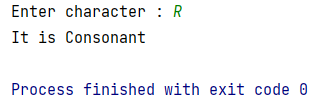 Enter character : R
It is Consonant
Process finished with exit code 0